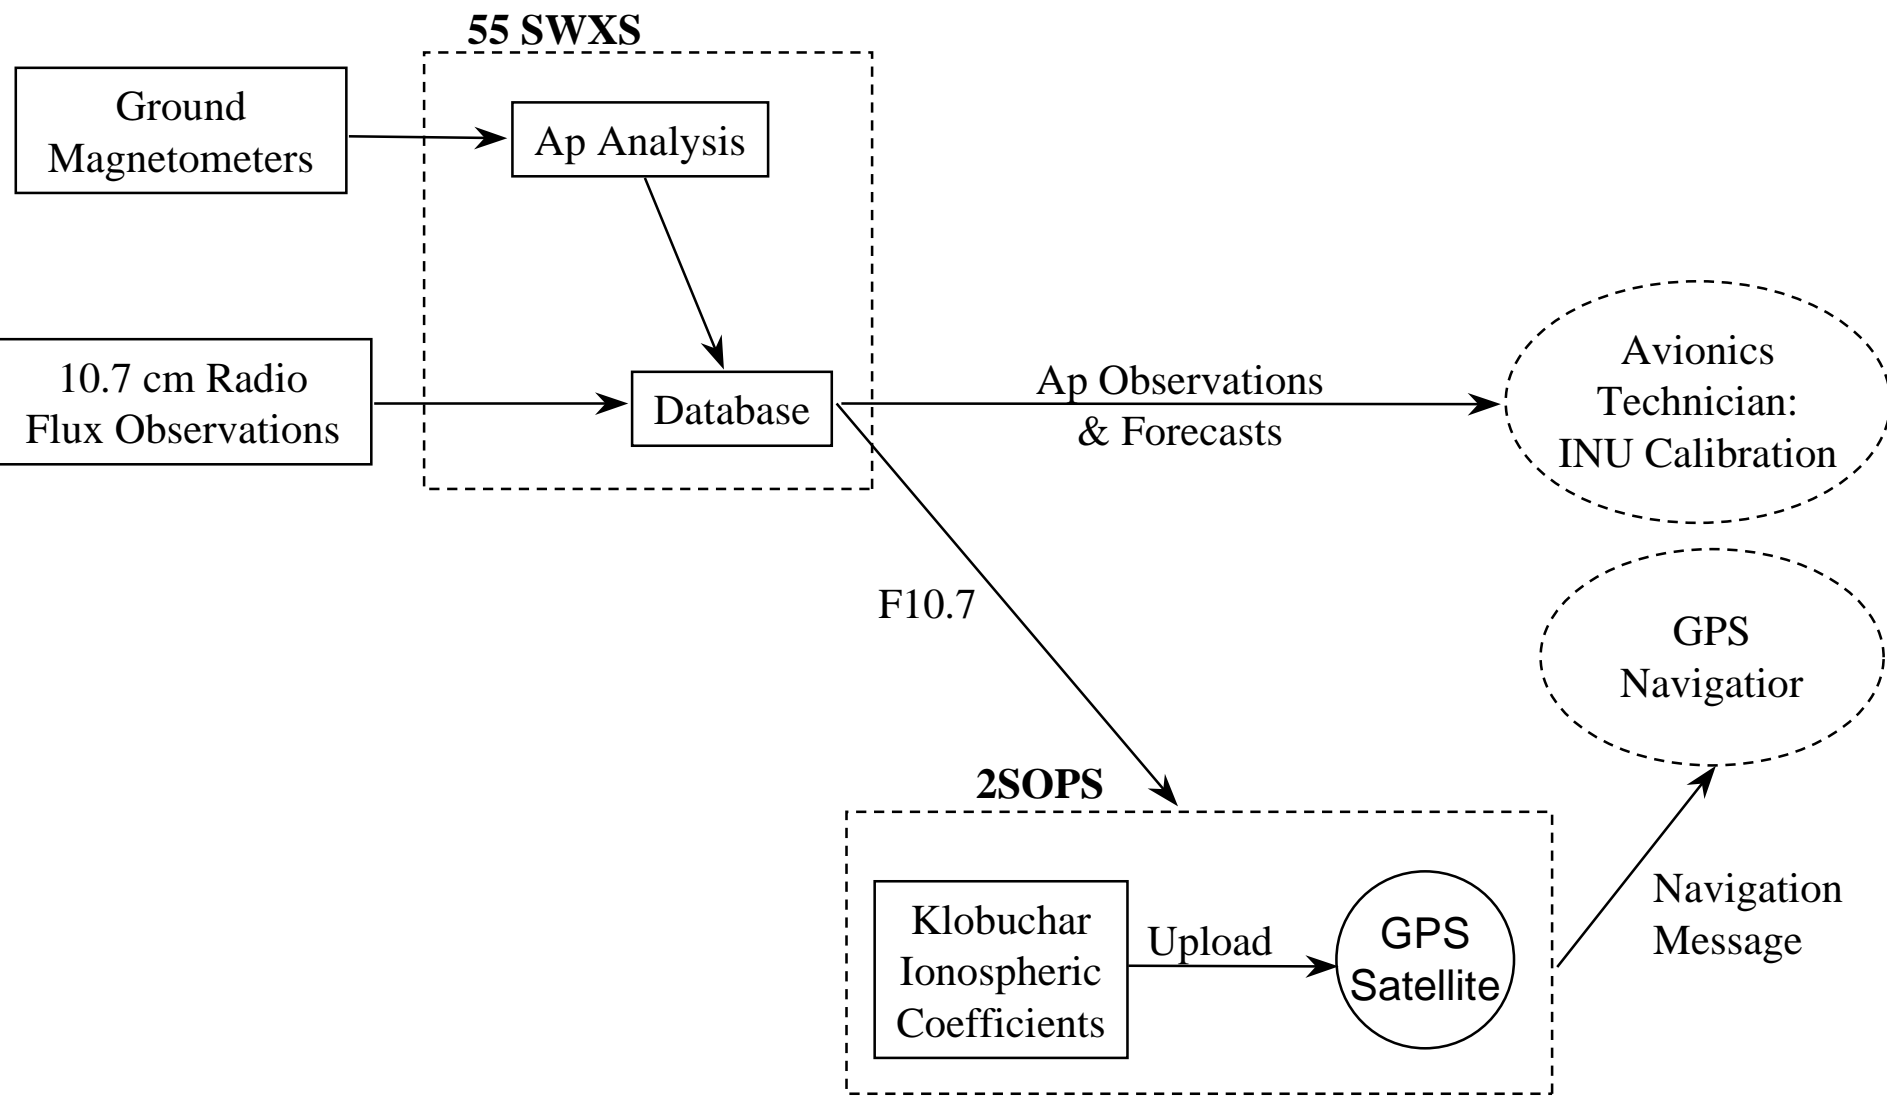 55 SWXS
Ground
Magnetometers
Ap Analysis
10.7 cm Radio
Flux Observations
Database
Ap Observations
& Forecasts
Avionics
Technician:
INU Calibration
F10.7
GPS
Navigatior
2SOPS
Klobuchar
Ionospheric
Coefficients
Upload
GPS
Satellite
Navigation
Message